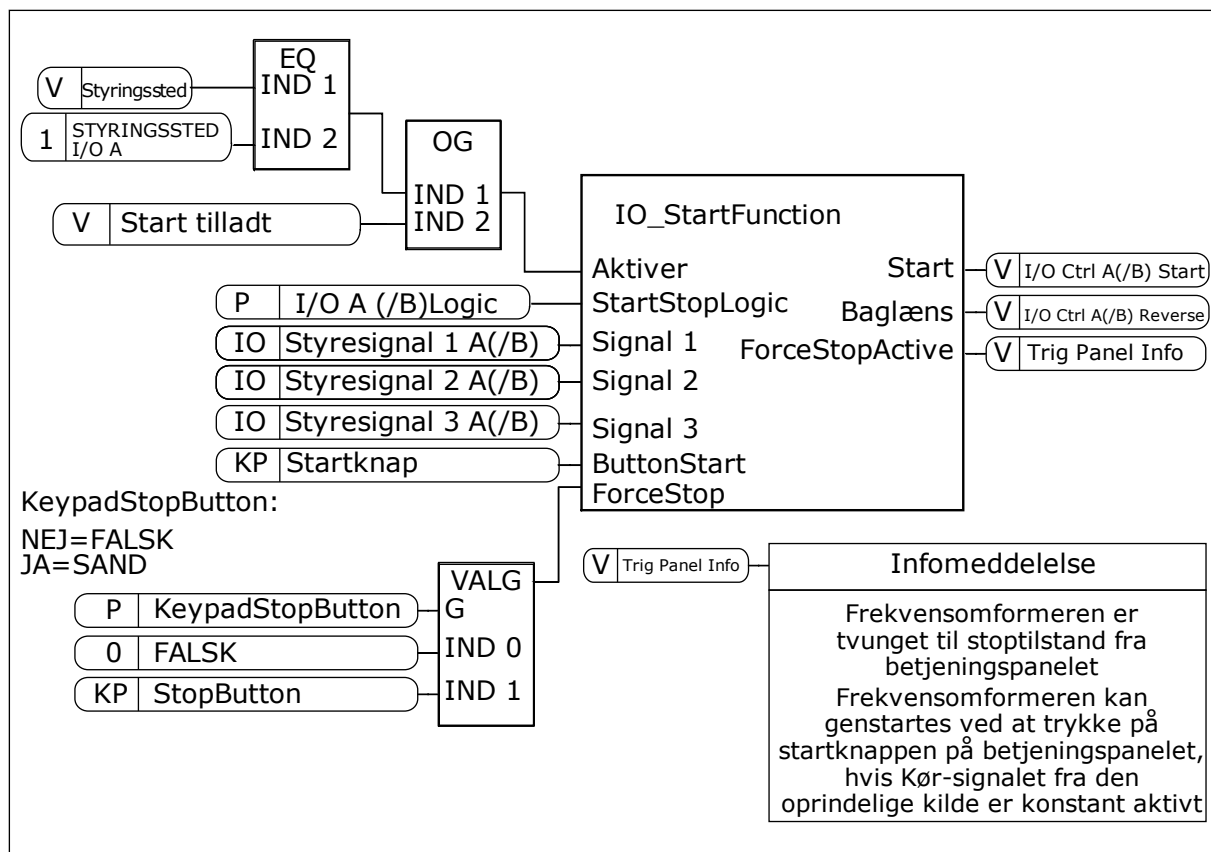 EQ
IND 1
IND 2
V Styringssted
1 STYRINGSSTED
I/O A
OG
IND 1
IND 2
V Start tilladt
IO_StartFunction
Aktiver
StartStopLogic
Signal 1
Signal 2
Signal 3
ButtonStart
ForceStop
Start
Baglæns
ForceStopActive
V I/O Ctrl A(/B) Start
V I/O Ctrl A(/B) Reverse
V Trig Panel Info
P I/O A (/B)Logic
IO Styresignal 1 A(/B)
IO Styresignal 2 A(/B)
IO Styresignal 3 A(/B)
KP Startknap
KeypadStopButton:
NEJ=FALSK
JA=SAND
VALG
G
IND 0
IND 1
P KeypadStopButton
0 FALSK
KP StopButton
V Trig Panel Info
Infomeddelelse
Frekvensomformeren er
tvunget til stoptilstand fra
betjeningspanelet
Frekvensomformeren kan
genstartes ved at trykke på
startknappen på betjeningspanelet,
hvis Kør-signalet fra den
oprindelige kilde er konstant aktivt